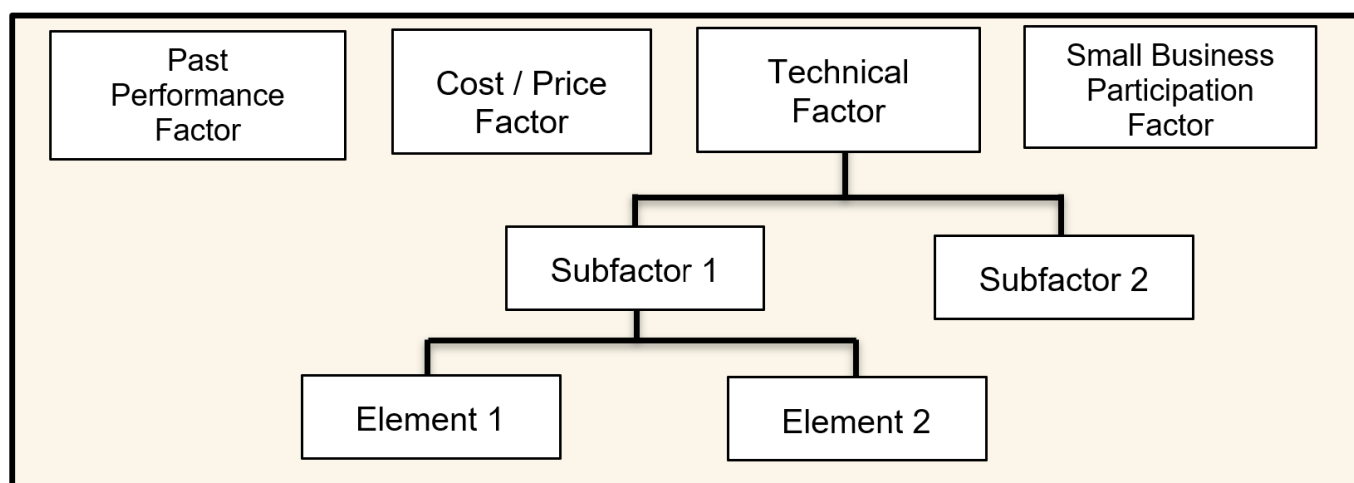 Past
Performance
Factor
Cost / Price
Factor
Technical
Factor
Small Business
Participation
Factor
Subfactor 1
Subfactor 2
Element 1
Element 2